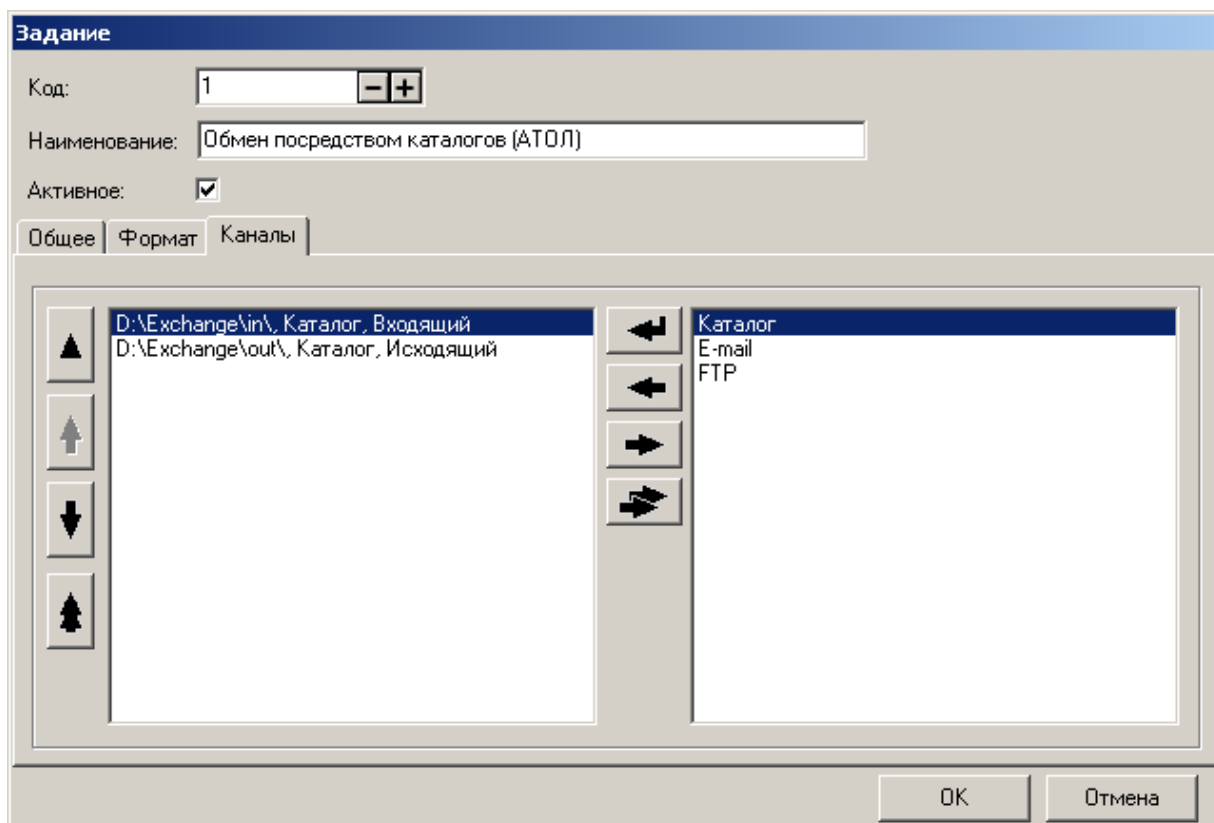 Задание
Код: 1
Наименование: Обмен посредством каталогов (АТОЛ)
Активное:
Общее Формат Каналы
D:\Exchange\in\, Каталог, Входящий
D:\Exchange\out\, Каталог, Исходящий
Каталог
E-mail
FTP
OK Отмена